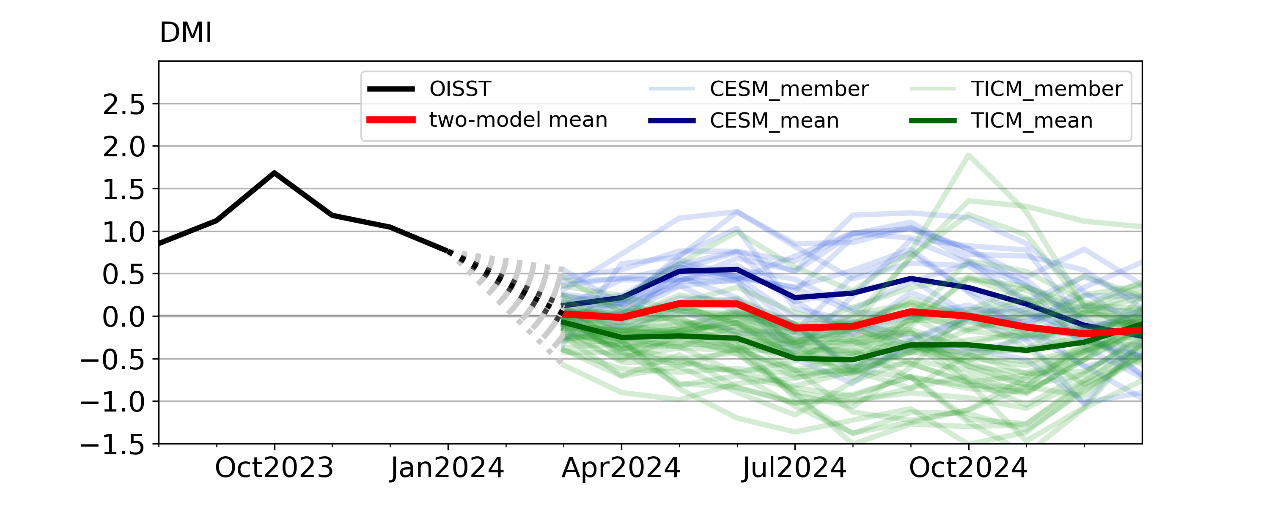 DMI
OISST CESM_member TICM_member
two-model mean CESM_mean TICM_mean
2.5
2.0
1.5
1.0
0.5
0.0
−0.5
−1.0
−1.5
Oct2023 Jan2024 Apr2024 Jul2024 Oct2024